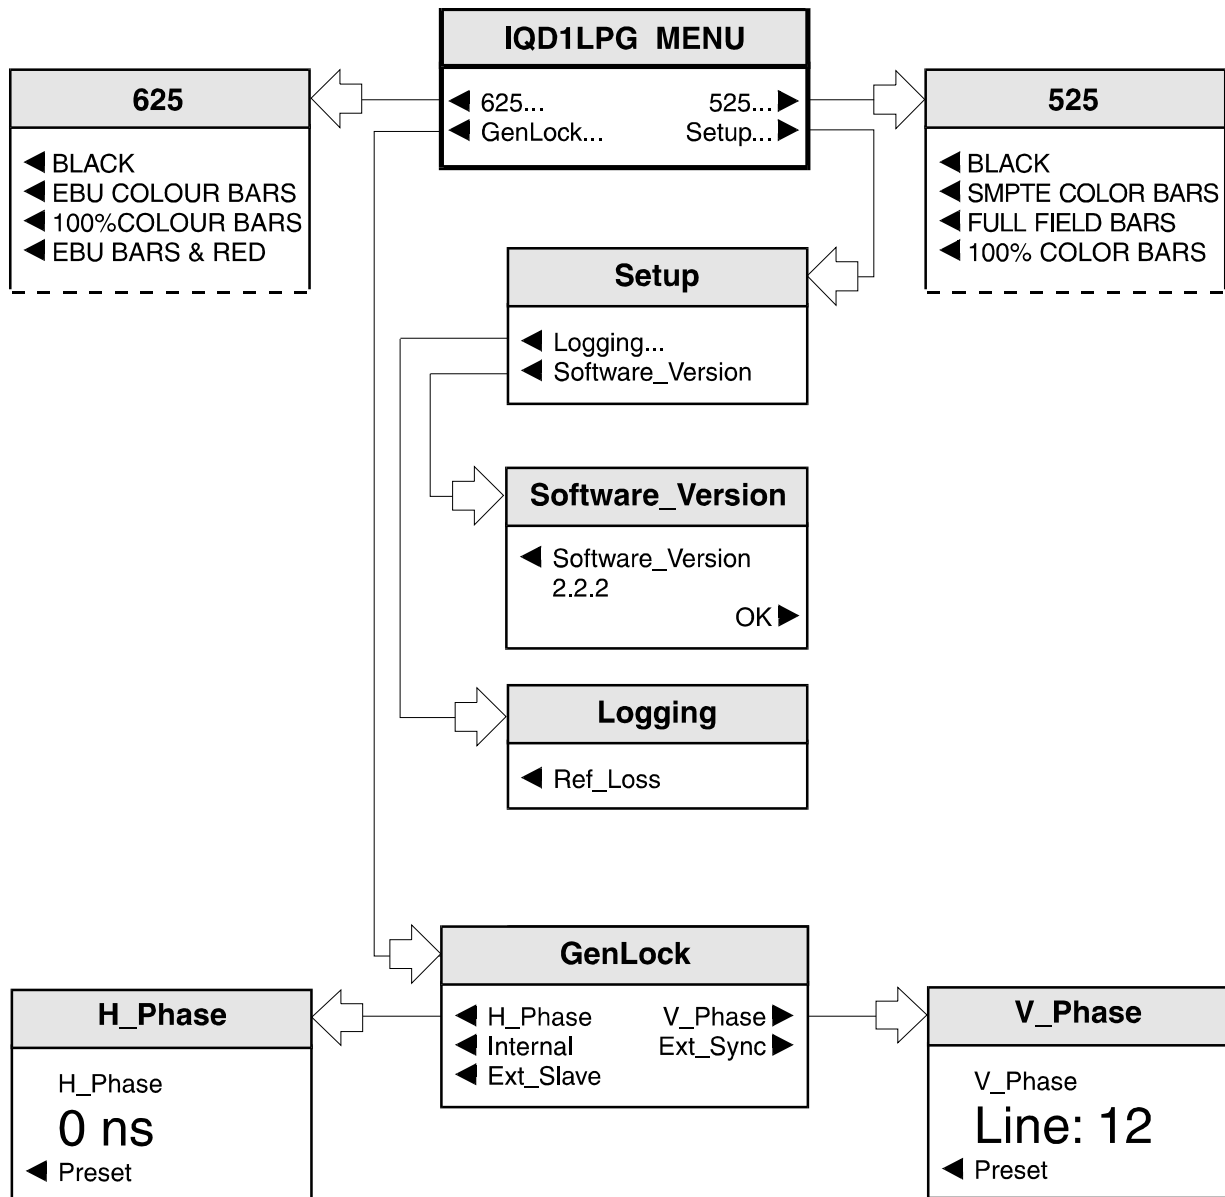 IQD1LPG MENU
625...
525...
GenLock...
Setup...
625
BLACK
EBU COLOUR BARS
100%COLOUR BARS
EBU BARS & RED
525
BLACK
SMPTE COLOR BARS
FULL FIELD BARS
100% COLOR BARS
Setup
Logging...
Software_Version
Software_Version
Software_Version
2.2.2
OK
Logging
Ref_Loss
GenLock
H_Phase
V_Phase
Internal
Ext_Sync
Ext_Slave
H_Phase
H_Phase
0 ns
Preset
V_Phase
V_Phase
Line: 12
Preset